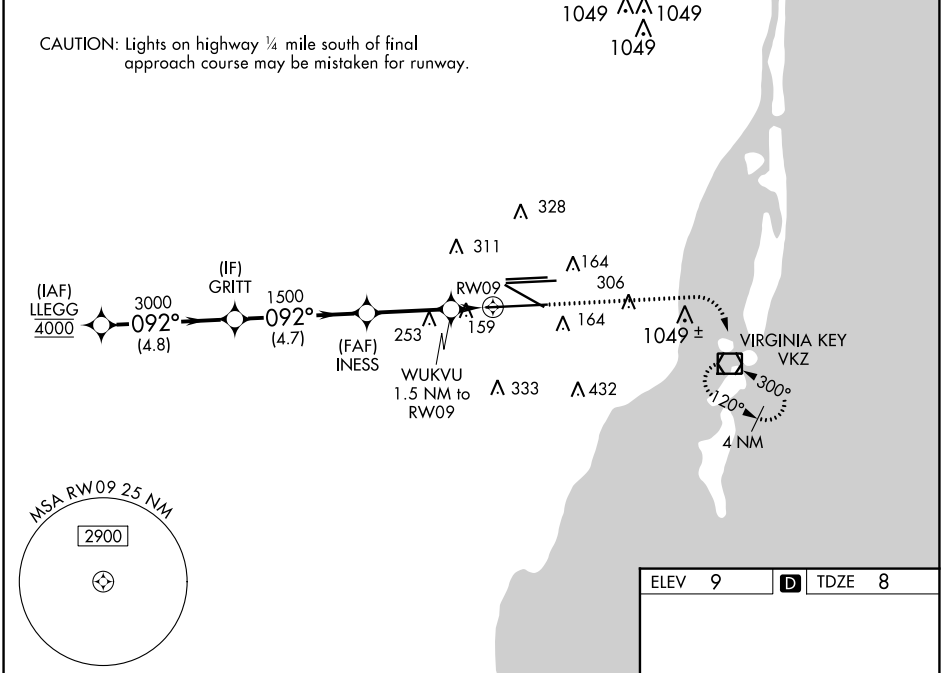 1049 1049
1049
CAUTION: Lights on highway ¼ mile south of final
approach course may be mistaken for runway.
328
311
164
306
(IAF)
LLEGG
4000
3000
092°
(4.8)
(IF)
GRITT
1500
092°
(4.7)
(FAF)
INESS
253
WUKVU
1.5 NM to
RW09
RW09
159
164
333
432
1049 ±
VIRGINIA KEY
VKZ
300°
120°
4 NM
MSA RW09 25 NM
2900
ELEV 9 D TDZE 8